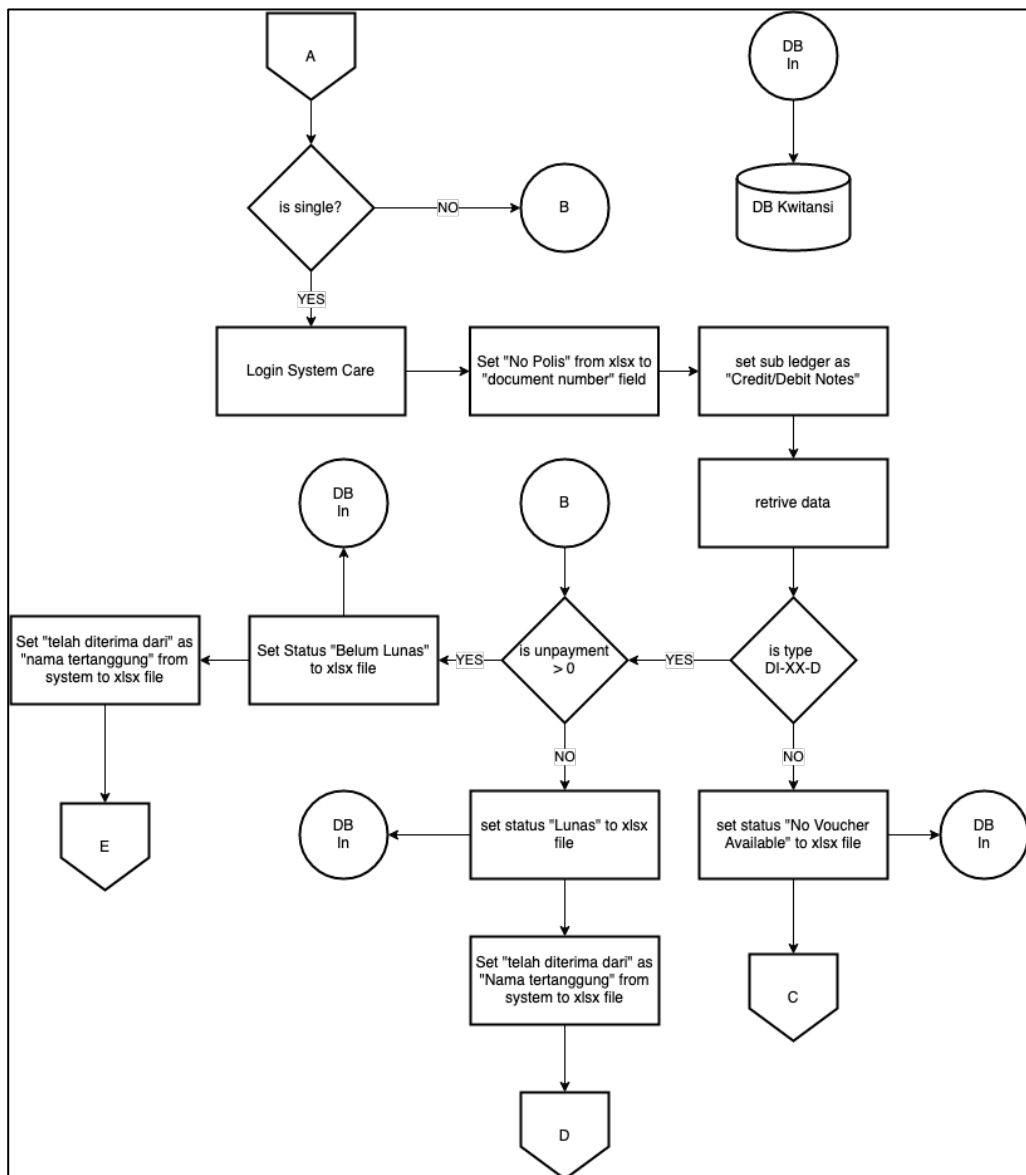 A
DB
In
is single?
NO
B
DB Kwitansi
YES
Login System Care
Set "No Polis" from xlsx to
"document number" field
set sub ledger as
"Credit/Debit Notes"
DB
In
B
retrive data
Set "telah diterima dari" as
"nama tertanggung" from
system to xlsx file
Set Status "Belum Lunas"
to xlsx file
YES
is unpayment
> 0
YES
is type
DI-XX-D
NO
NO
E
DB
In
set status "Lunas" to xlsx
file
set status "No Voucher
Available" to xlsx file
DB
In
Set "telah diterima dari" as
"Nama tertanggung" from
system to xlsx file
C
D